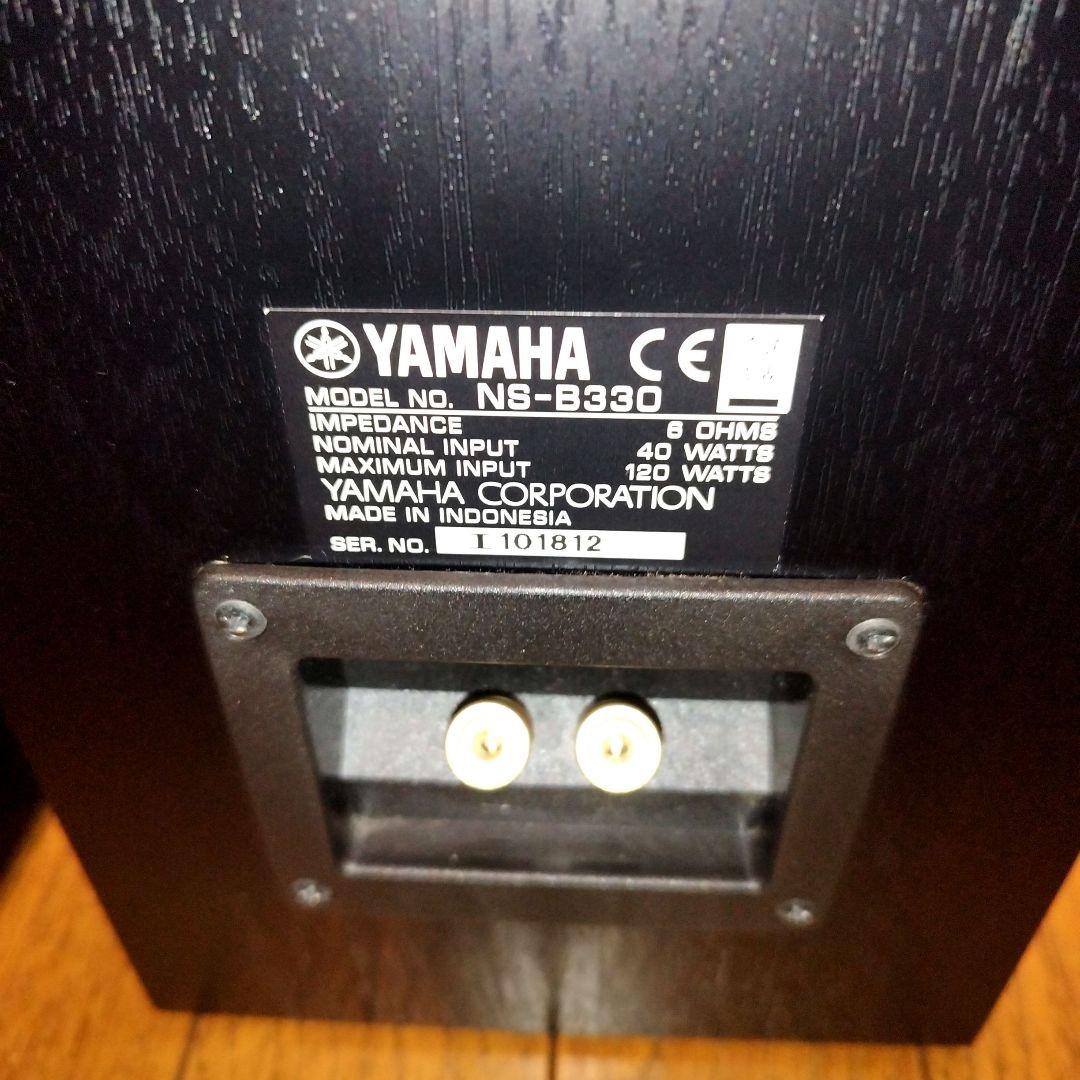 YAMAHA CE
MODEL NO. NS-B330
IMPEDANCE 6 OHMS
NOMINAL INPUT 40 WATTS
MAXIMUM INPUT 120 WATTS
YAMAHA CORPORATION
MADE IN INDONESIA
SER. NO. I 101812